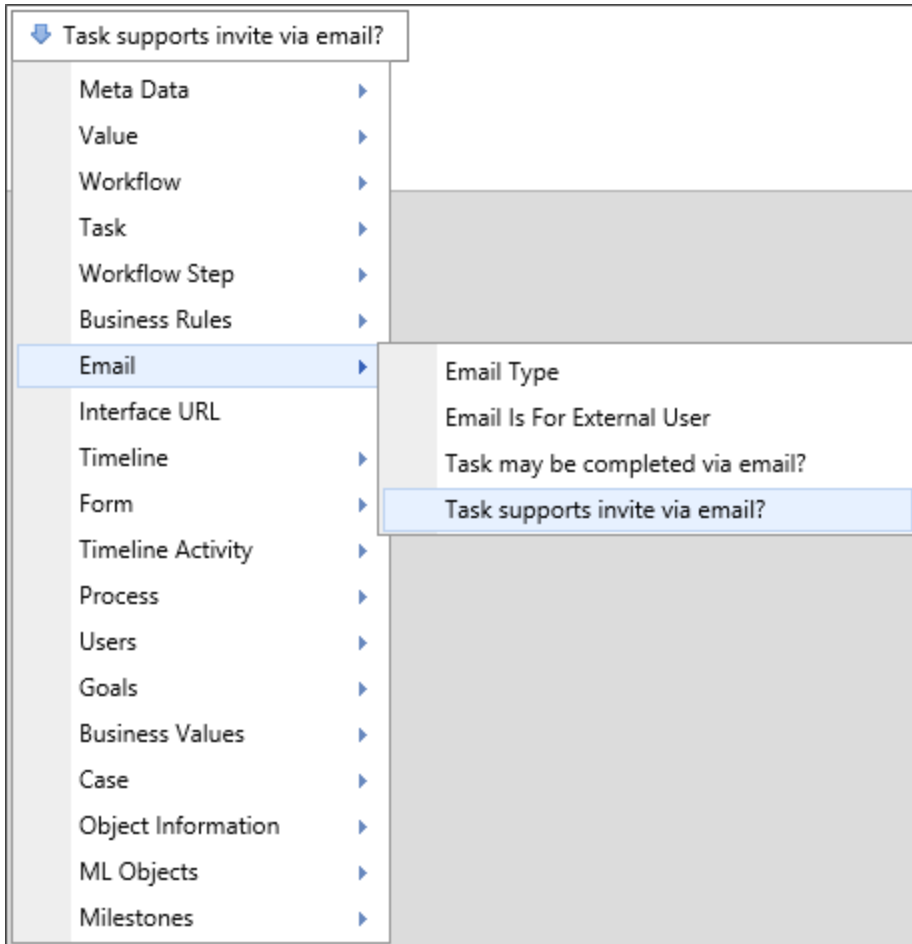 Task supports invite via email?
Meta Data
Value
Workflow
Task
Workflow Step
Business Rules
Email
Interface URL
Timeline
Form
Timeline Activity
Process
Users
Goals
Business Values
Case
Object Information
ML Objects
Milestones
Email Type
Email Is For External User
Task may be completed via email?
Task supports invite via email?